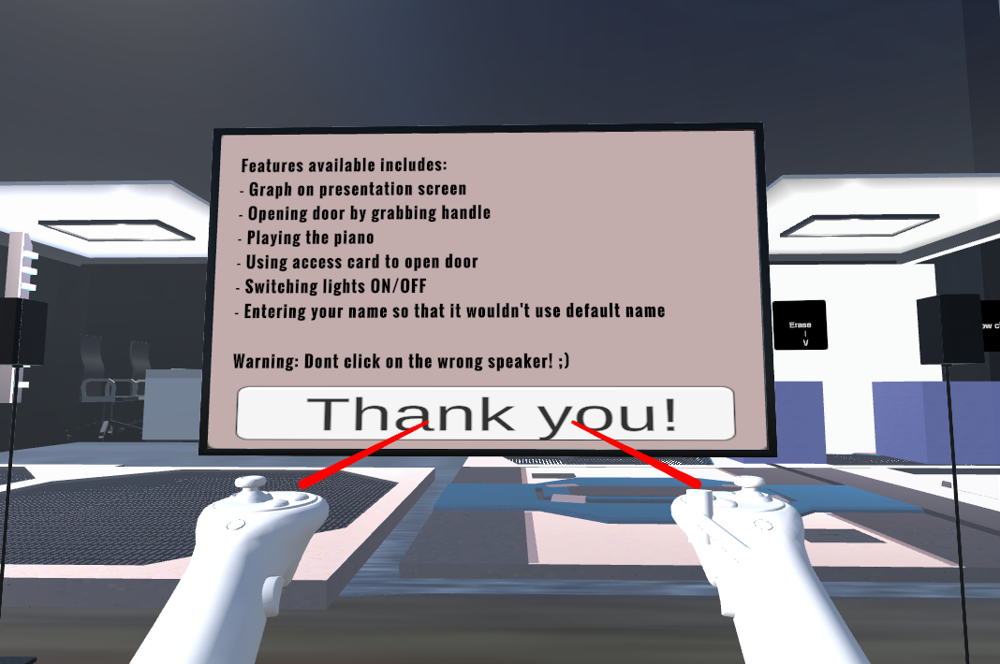 Features available includes:
- Graph on presentation screen
- Opening door by grabbing handle
- Playing the piano
- Using access card to open door
- Switching lights ON/OFF
- Entering your name so that it wouldn't use default name
Warning: Dont click on the wrong speaker! ;)
Thank you!
Erase